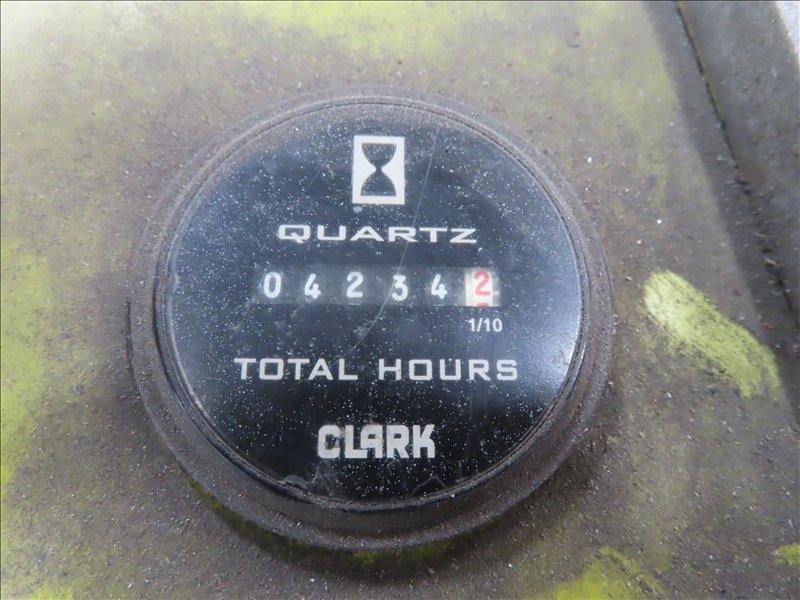 QUARTZ
042342
1/10
TOTAL HOURS
CLARK